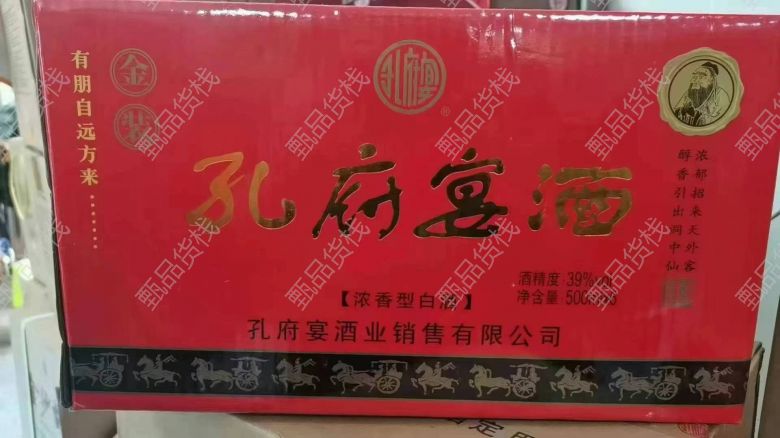 有朋自远方来……
金装
孔府宴
®
孔府宴酒
浓郁招来天外客
醇香引出洞中仙
酒精度:39%vol
净含量:500m
【浓香型白酒】
孔府宴酒业销售有限公司
甄品货栈